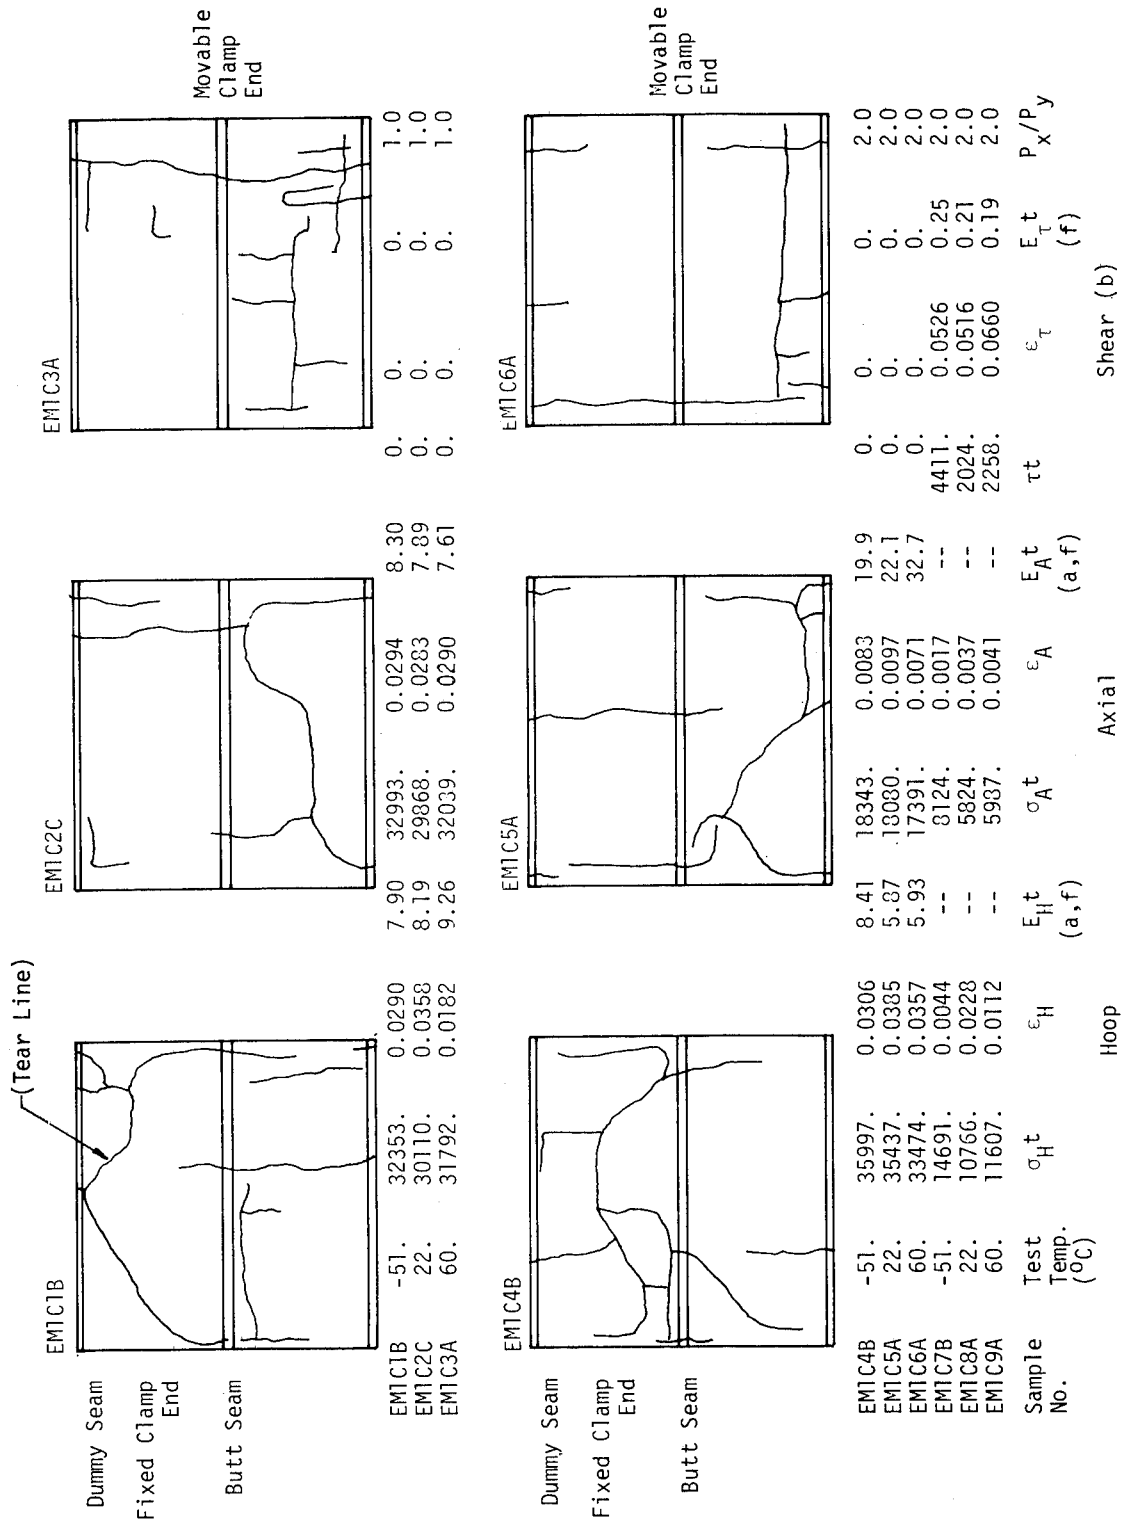 (Tear Line)
EM1C1B
EM1C2C
EM1C3A
Dummy Seam
Fixed Clamp
End
Butt Seam
Movable
Clamp
End
EM1C1B -51. 32353. 0.0290 7.90 32993. 0.0294 8.30 0. 0. 0. 1.0
EM1C2C 22. 30110. 0.0358 8.19 29868. 0.0283 7.89 0. 0. 0. 1.0
EM1C3A 60. 31792. 0.0182 9.26 32039. 0.0290 7.61 0. 0. 0. 1.0
EM1C4B
EM1C5A
EM1C6A
Dummy Seam
Fixed Clamp
End
Butt Seam
Movable
Clamp
End
EM1C4B -51. 35997. 0.0306 8.41 18343. 0.0083 19.9 0. 0. 0. 2.0
EM1C5A 22. 35437. 0.0385 5.87 18080. 0.0097 22.1 0. 0. 0. 2.0
EM1C6A 60. 33474. 0.0357 5.93 17391. 0.0071 32.7 0. 0. 0. 2.0
EM1C7B -51. 14691. 0.0044 -- 8124. 0.0017 -- 4411. 0.0526 0.25 2.0
EM1C8A 22. 10766. 0.0228 -- 5824. 0.0037 -- 2024. 0.0516 0.21 2.0
EM1C9A 60. 11607. 0.0112 -- 5987. 0.0041 -- 2258. 0.0660 0.19 2.0
Sample Test σHt εH EHt σAt εA EAt τt ετ Eτt Px/Py
No. Temp. (a,f) (a,f) (f)
(°C)
Hoop Axial Shear (b)